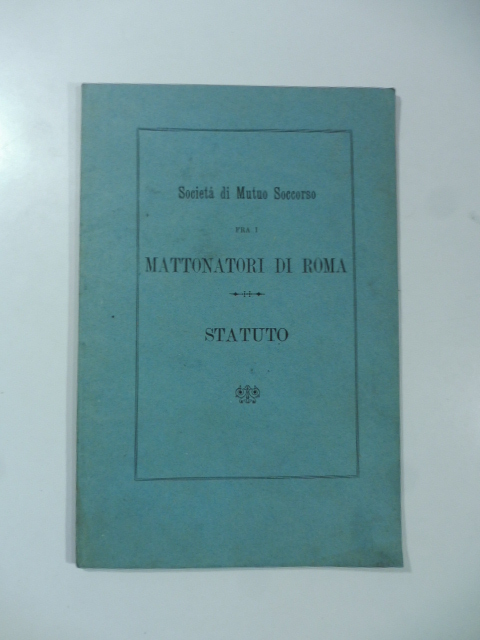 Società di Mutuo Soccorso
FRA I
MATTONATORI DI ROMA
STATUTO